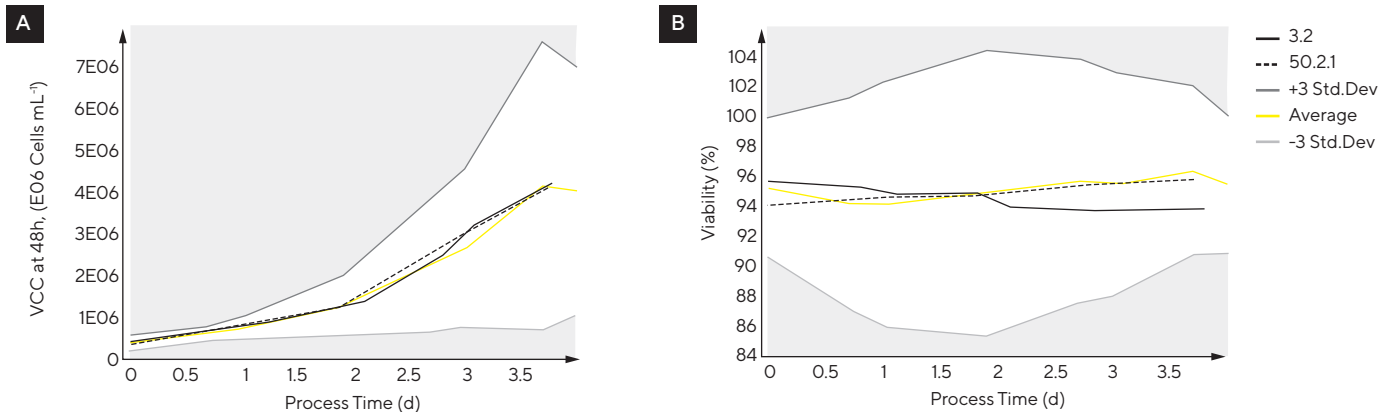 A
VCC at 48h, (E06 Cells mL⁻¹)
7E06
6E06
5E06
4E06
3E06
2E06
1E06
0
0 0.5 1 1.5 2 2.5 3 3.5
Process Time (d)
B
Viability (%)
104
102
100
98
96
94
92
90
88
86
84
0 0.5 1 1.5 2 2.5 3 3.5
Process Time (d)
3.2
50.2.1
+3 Std.Dev
Average
-3 Std.Dev